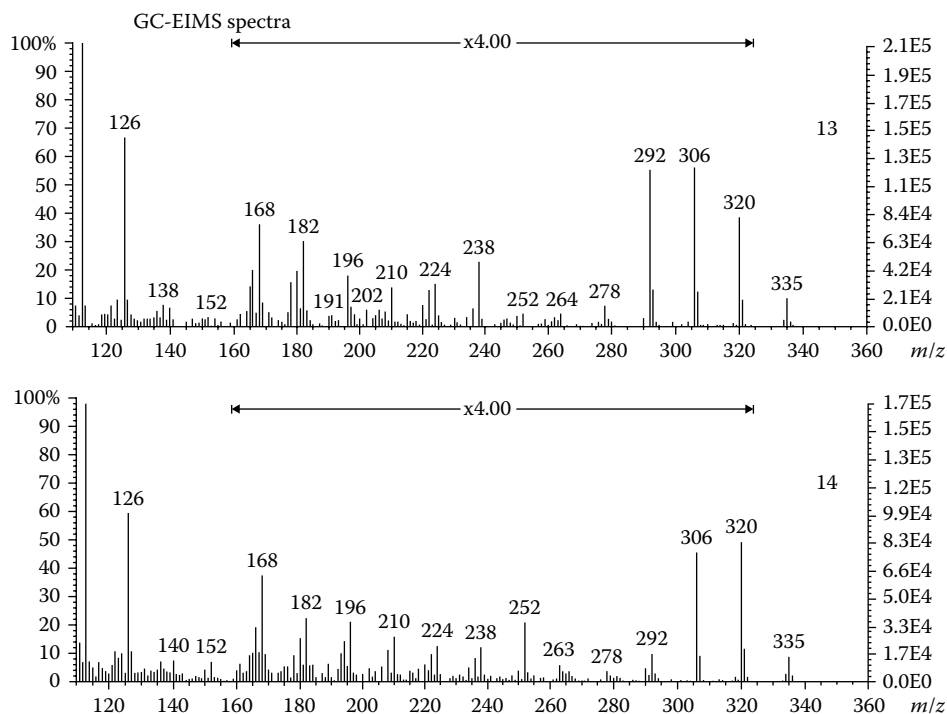 GC-EIMS spectra
x4.00
100%
90
80
70
60
50
40
30
20
10
0
126
138
152
168
182
191
196
202
210
224
238
252
264
278
292
306
320
335
13
2.1E5
1.9E5
1.7E5
1.5E5
1.3E5
1.1E5
8.4E4
6.3E4
4.2E4
2.1E4
0.0E0
120 140 160 180 200 220 240 260 280 300 320 340 360 m/z
x4.00
100%
90
80
70
60
50
40
30
20
10
0
126
140
152
168
182
196
210
224
238
252
263
278
292
306
320
335
14
1.7E5
1.5E5
1.3E5
1.2E5
9.9E4
8.3E4
6.6E4
5.0E4
3.3E4
1.7E4
0.0E0
120 140 160 180 200 220 240 260 280 300 320 340 360 m/z